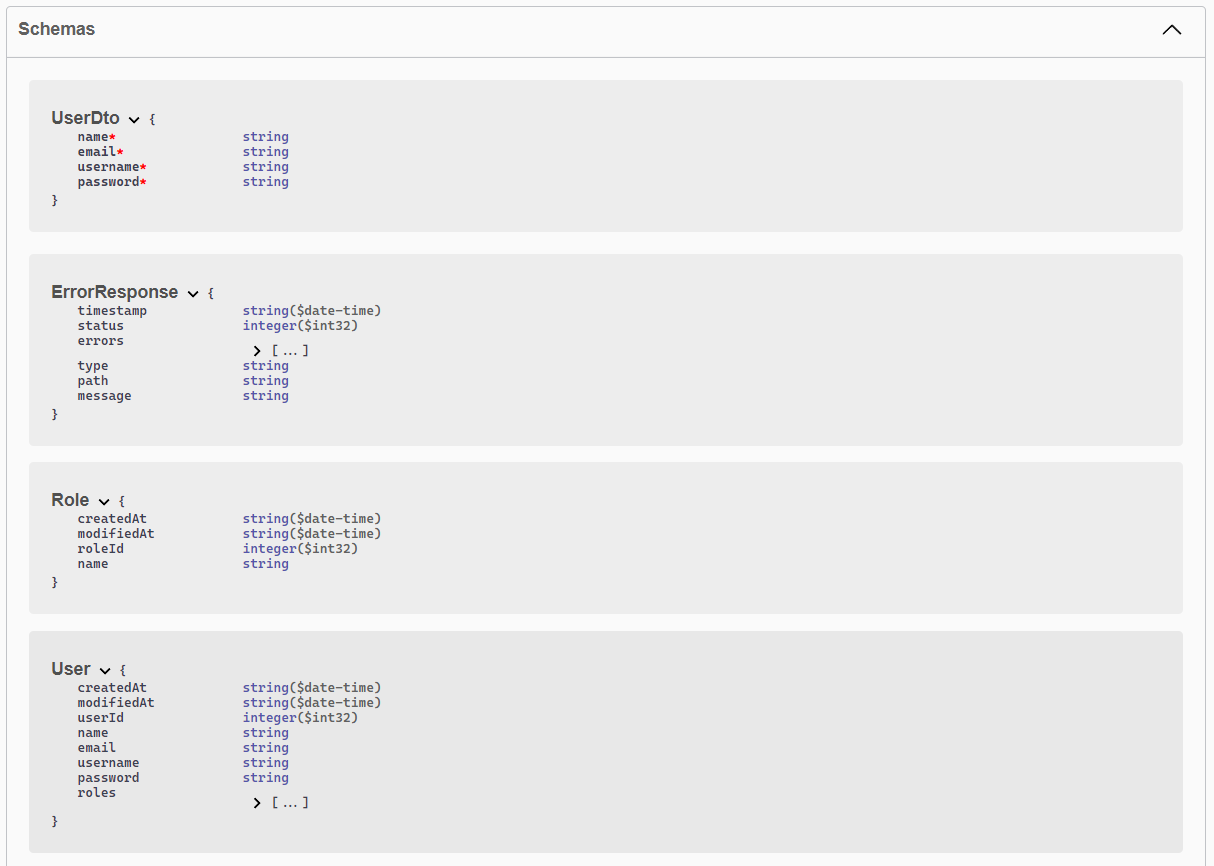 Schemas
UserDto {
name* string
email* string
username* string
password* string
}
ErrorResponse {
timestamp string($date-time)
status integer($int32)
errors
[...]
type string
path string
message string
}
Role {
createdAt string($date-time)
modifiedAt string($date-time)
roleId integer($int32)
name string
}
User {
createdAt string($date-time)
modifiedAt string($date-time)
userId integer($int32)
name string
email string
username string
password string
roles
[...]
}